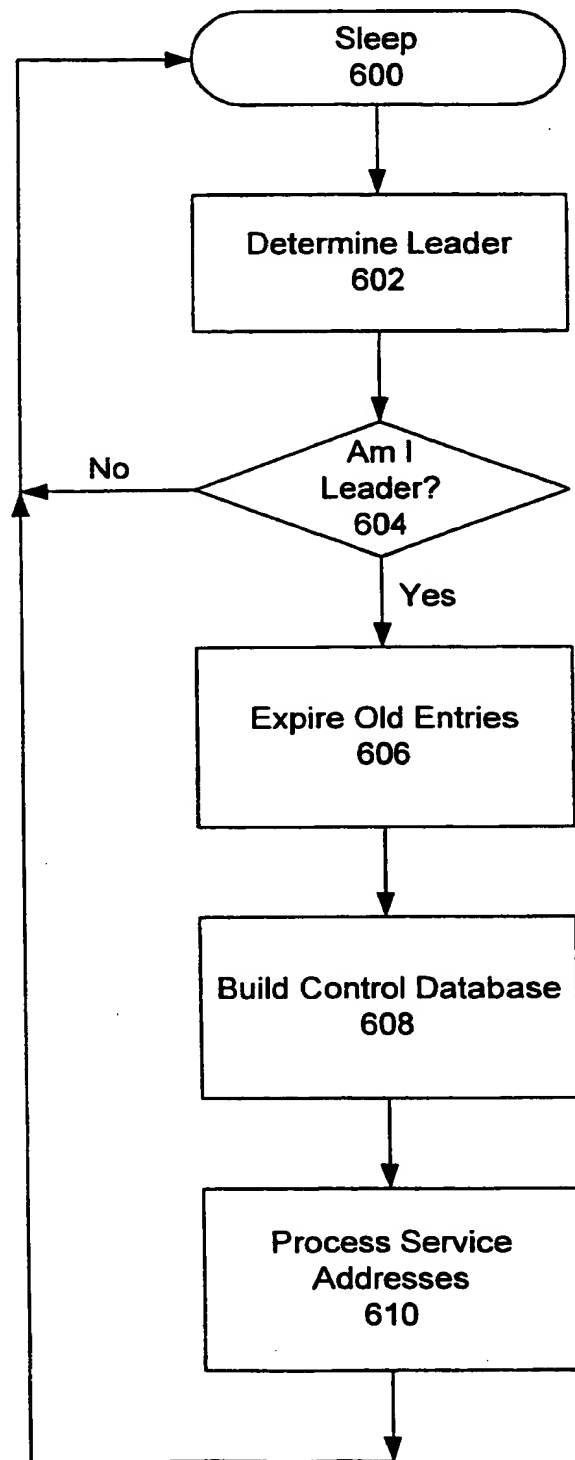 Sleep
600
Determine Leader
602
Am I
Leader?
604
No
Yes
Expire Old Entries
606
Build Control Database
608
Process Service
Addresses
610